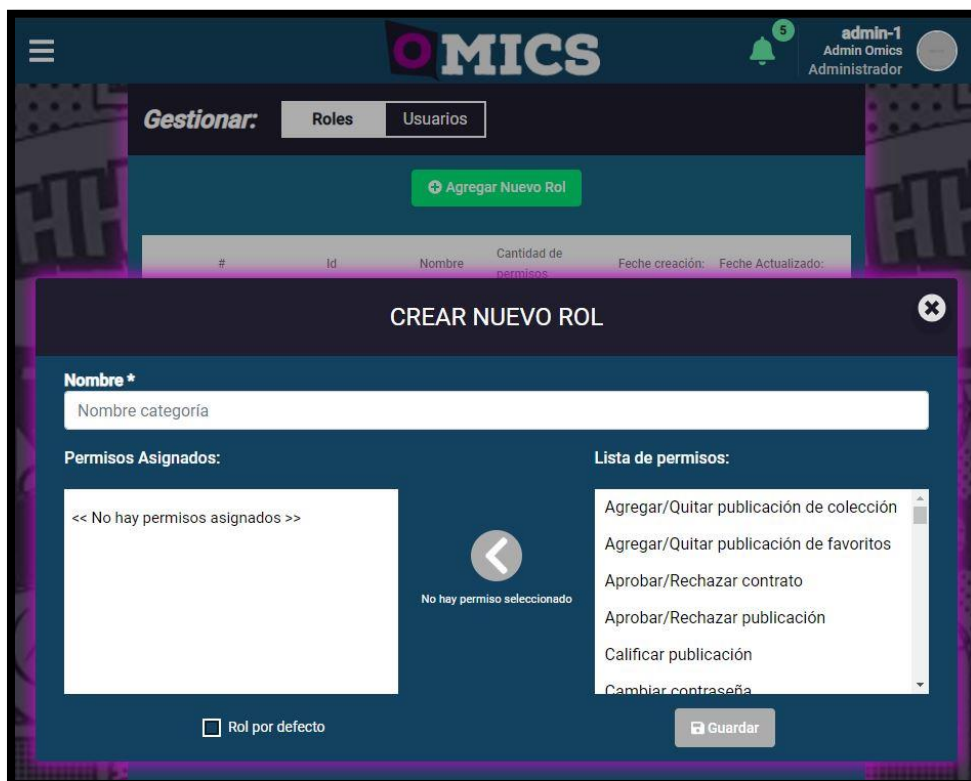 OMICS
5
admin-1
Admin Omics
Administrador
Gestionar:
Roles
Usuarios
Agregar Nuevo Rol
#
Id
Nombre
Cantidad de
permisos
Feche creación:
Feche Actualizado:
CREAR NUEVO ROL
Nombre *
Nombre categoría
Permisos Asignados:
Lista de permisos:
<< No hay permisos asignados >>
No hay permiso seleccionado
Agregar/Quitar publicación de colección
Agregar/Quitar publicación de favoritos
Aprobar/Rechazar contrato
Aprobar/Rechazar publicación
Calificar publicación
Cambiar contraseña
Rol por defecto
Guardar